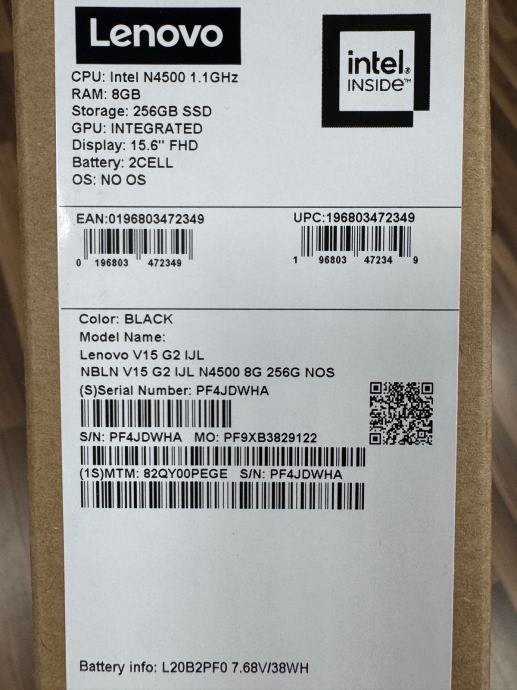 Lenovo
intel.
INSIDE™
CPU: Intel N4500 1.1GHz
RAM: 8GB
Storage: 256GB SSD
GPU: INTEGRATED
Display: 15.6" FHD
Battery: 2CELL
OS: NO OS
EAN:0196803472349 UPC:196803472349
0 196803 472349 1 96803 47234 9
Color: BLACK
Model Name:
Lenovo V15 G2 IJL
NBLN V15 G2 IJL N4500 8G 256G NOS
(S)Serial Number: PF4JDWHA
S/N: PF4JDWHA MO: PF9XB3829122
(1S)MTM: 82QY00PEGE S/N: PF4JDWHA
Battery info: L20B2PF0 7.68V/38WH